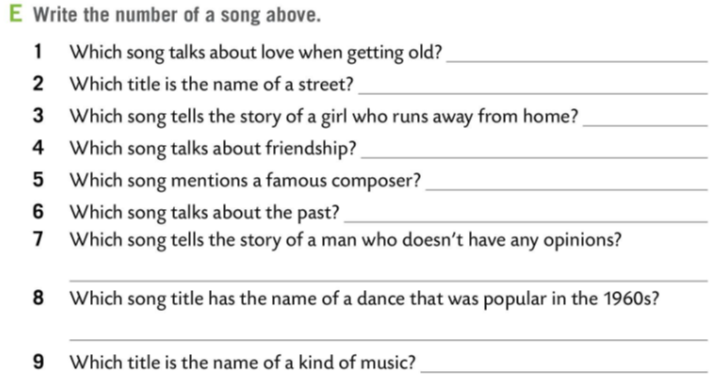 E Write the number of a song above.
1 Which song talks about love when getting old?
2 Which title is the name of a street?
3 Which song tells the story of a girl who runs away from home?
4 Which song talks about friendship?
5 Which song mentions a famous composer?
6 Which song talks about the past?
7 Which song tells the story of a man who doesn't have any opinions?
8 Which song title has the name of a dance that was popular in the 1960s?
9 Which title is the name of a kind of music?